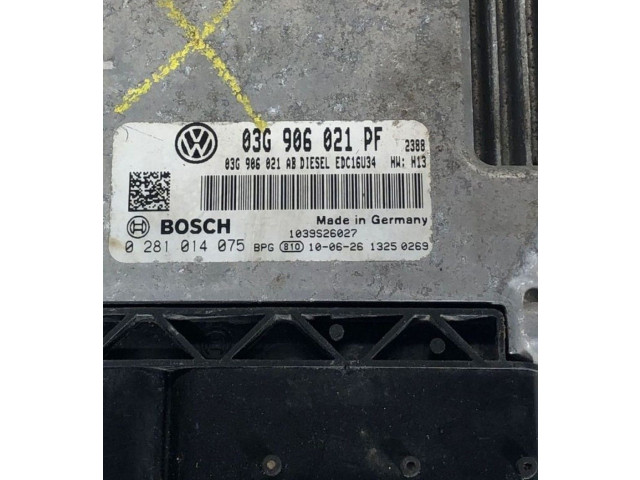 03G 906 021 PF 2388
03G 906 021 AB DIESEL EDC16U34 HW: H13
BOSCH Made in Germany
1039S26027
0 281 014 075 BPG 810 10-06-26 1325 0269